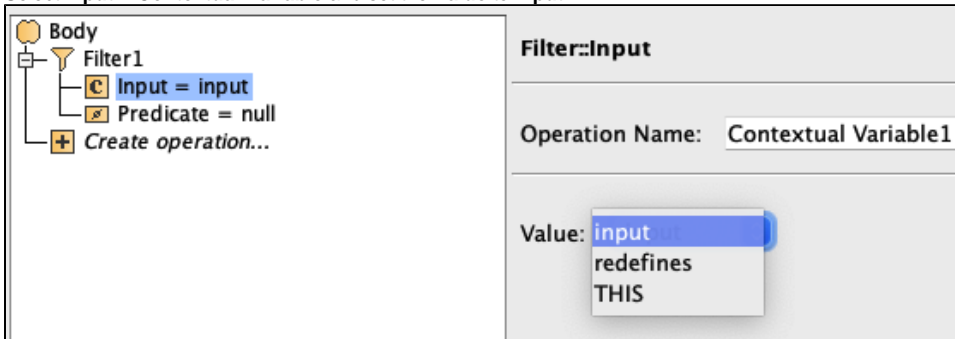 Body
Filter1
Input = input
Predicate = null
Create operation...
Filter::Input
Operation Name: Contextual Variable1
Value: input
redefines
THIS